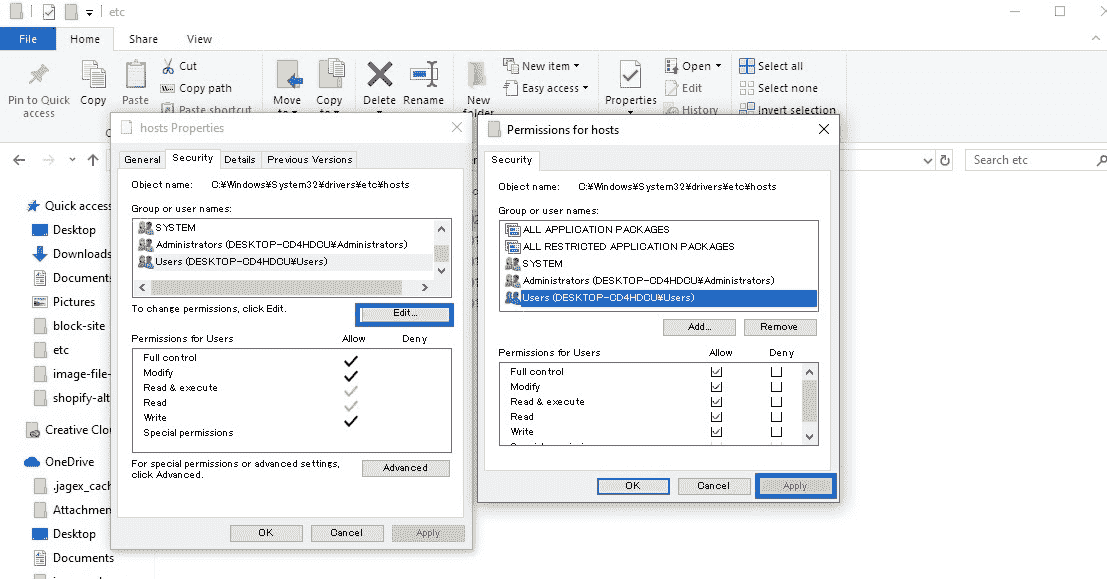 etc
File Home Share View
Pin to Quick access
Copy
Paste
Cut
Copy path
Paste shortcut
Move to
Copy to
Delete
Rename
New folder
New item
Easy access
Properties
Open
Edit
History
Select all
Select none
Invert selection
Search etc
Quick access
Desktop
Downloads
Documents
Pictures
block-site
etc
image-file-
shopify-alt
Creative Clou
OneDrive
.jagex_cach
Attachmen
Desktop
Documents
hosts Properties
General Security Details Previous Versions
Object name: C:¥Windows¥System32¥drivers¥etc¥hosts
Group or user names:
SYSTEM
Administrators (DESKTOP-CD4HDCU¥Administrators)
Users (DESKTOP-CD4HDCU¥Users)
To change permissions, click Edit.
Edit...
Permissions for Users Allow Deny
Full control
Modify
Read & execute
Read
Write
Special permissions
For special permissions or advanced settings,
click Advanced.
Advanced
OK Cancel Apply
Permissions for hosts
Security
Object name: C:¥Windows¥System32¥drivers¥etc¥hosts
Group or user names:
ALL APPLICATION PACKAGES
ALL RESTRICTED APPLICATION PACKAGES
SYSTEM
Administrators (DESKTOP-CD4HDCU¥Administrators)
Users (DESKTOP-CD4HDCU¥Users)
Add... Remove
Permissions for Users Allow Deny
Full control
Modify
Read & execute
Read
Write
OK Cancel Apply